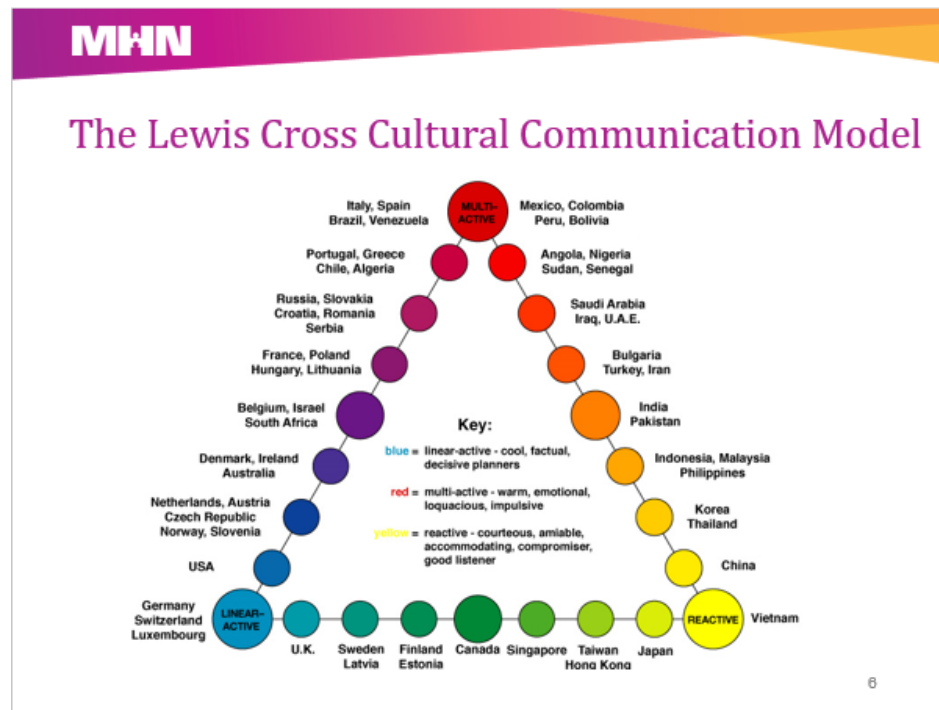 MHN
The Lewis Cross Cultural Communication Model
MULTI-
ACTIVE
Italy, Spain
Brazil, Venezuela
Mexico, Colombia
Peru, Bolivia
Portugal, Greece
Chile, Algeria
Angola, Nigeria
Sudan, Senegal
Russia, Slovakia
Croatia, Romania
Serbia
Saudi Arabia
Iraq, U.A.E.
France, Poland
Hungary, Lithuania
Bulgaria
Turkey, Iran
Belgium, Israel
South Africa
India
Pakistan
Key:
blue = linear-active - cool, factual,
decisive planners
red = multi-active - warm, emotional,
loquacious, impulsive
yellow = reactive - courteous, amiable,
accommodating, compromiser,
good listener
Denmark, Ireland
Australia
Indonesia, Malaysia
Philippines
Netherlands, Austria
Czech Republic
Norway, Slovenia
Korea
Thailand
USA
China
Germany
Switzerland
Luxembourg
LINEAR-
ACTIVE
U.K.
Sweden
Latvia
Finland
Estonia
Canada
Singapore
Taiwan
Hong Kong
Japan
REACTIVE
Vietnam
6